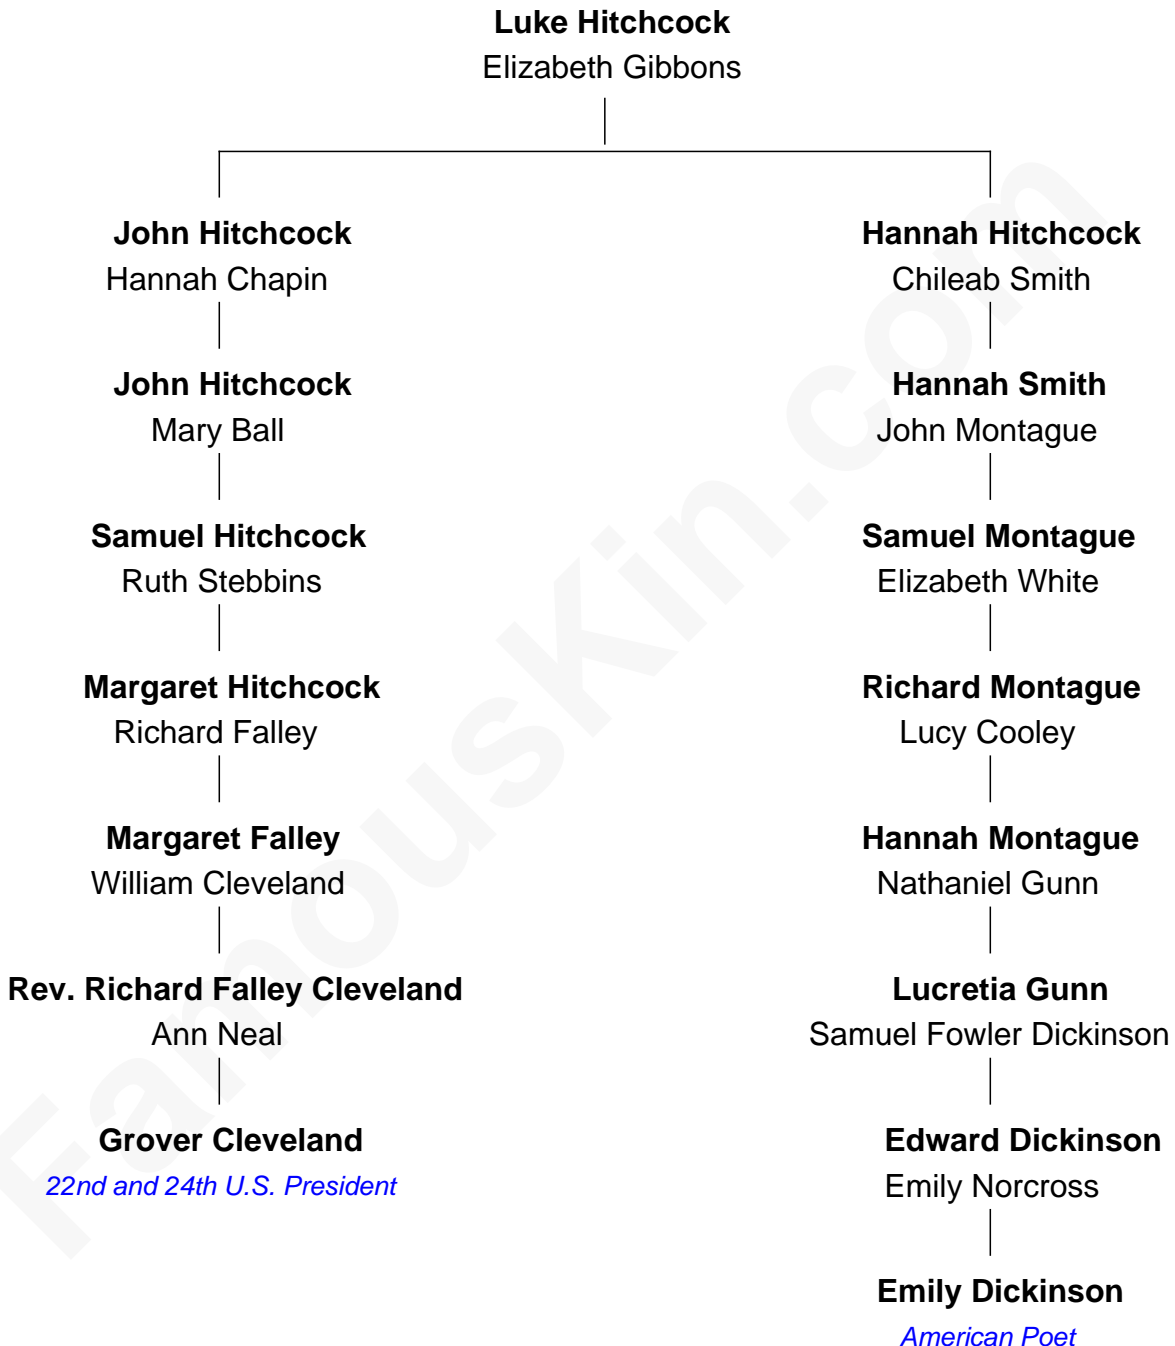 Luke Hitchcock
Elizabeth Gibbons
John Hitchcock
Hannah Chapin
John Hitchcock
Mary Ball
Samuel Hitchcock
Ruth Stebbins
Margaret Hitchcock
Richard Falley
Margaret Falley
William Cleveland
Rev. Richard Falley Cleveland
Ann Neal
Grover Cleveland
22nd and 24th U.S. President
Hannah Hitchcock
Chileab Smith
Hannah Smith
John Montague
Samuel Montague
Elizabeth White
Richard Montague
Lucy Cooley
Hannah Montague
Nathaniel Gunn
Lucretia Gunn
Samuel Fowler Dickinson
Edward Dickinson
Emily Norcross
Emily Dickinson
American Poet
FamousKin.com